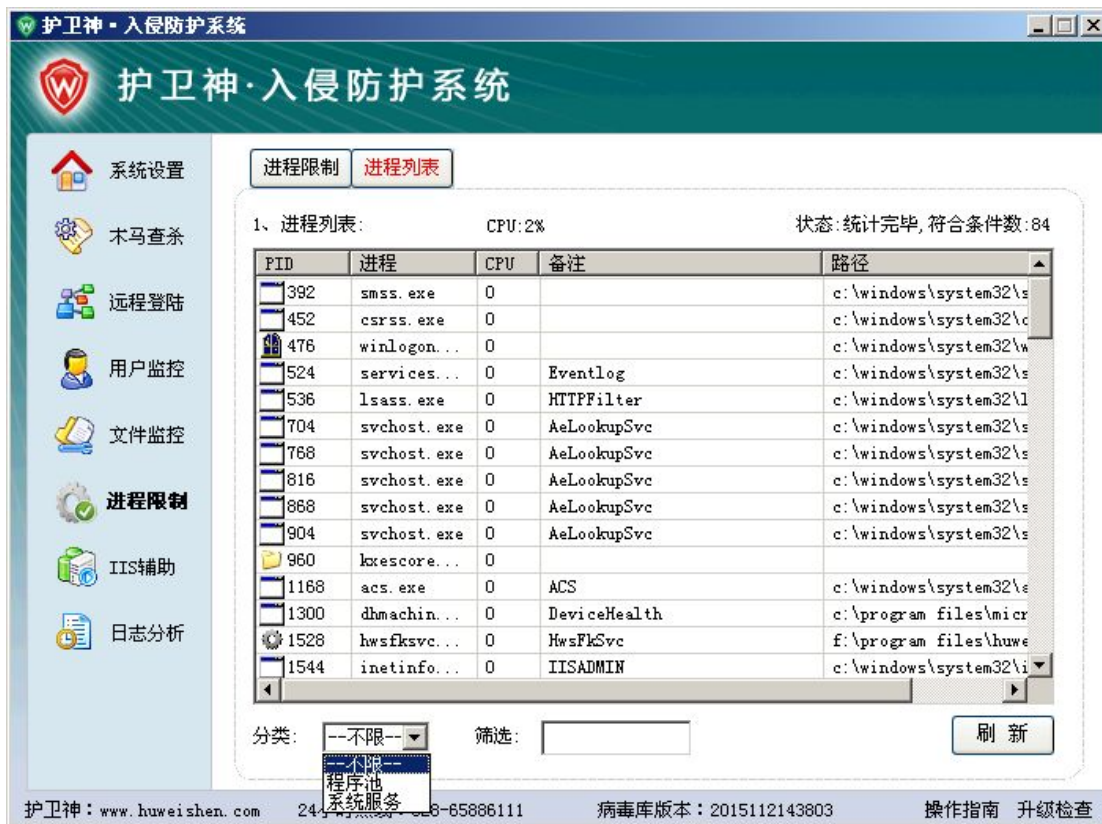 护卫神·入侵防护系统
护卫神·入侵防护系统
系统设置
木马查杀
远程登陆
用户监控
文件监控
进程限制
IIS辅助
日志分析
进程限制 进程列表
1、进程列表: CPU:2% 状态:统计完毕,符合条件数:84
PID 进程 CPU 备注 路径
392 smss.exe 0 c:\windows\system32\s
452 csrss.exe 0 c:\windows\system32\c
476 winlogon... 0 c:\windows\system32\w
524 services... 0 Eventlog c:\windows\system32\s
536 lsass.exe 0 HTTPFilter c:\windows\system32\l
704 svchost.exe 0 AeLookupSvc c:\windows\system32\s
768 svchost.exe 0 AeLookupSvc c:\windows\system32\s
816 svchost.exe 0 AeLookupSvc c:\windows\system32\s
868 svchost.exe 0 AeLookupSvc c:\windows\system32\s
904 svchost.exe 0 AeLookupSvc c:\windows\system32\s
960 kxescore... 0
1168 acs.exe 0 ACS c:\windows\system32\a
1300 dhmachin... 0 DeviceHealth c:\program files\micr
1528 hwsfksvc... 0 HwsFkSvc f:\program files\huwe
1544 inetinfo... 0 IISADMIN c:\windows\system32\i
分类: --不限-- 筛选: 刷 新
--不限--
程序池
系统服务
护卫神：www.huweishen.com 24 -65886111 病毒库版本：2015112143803 操作指南 升级检查